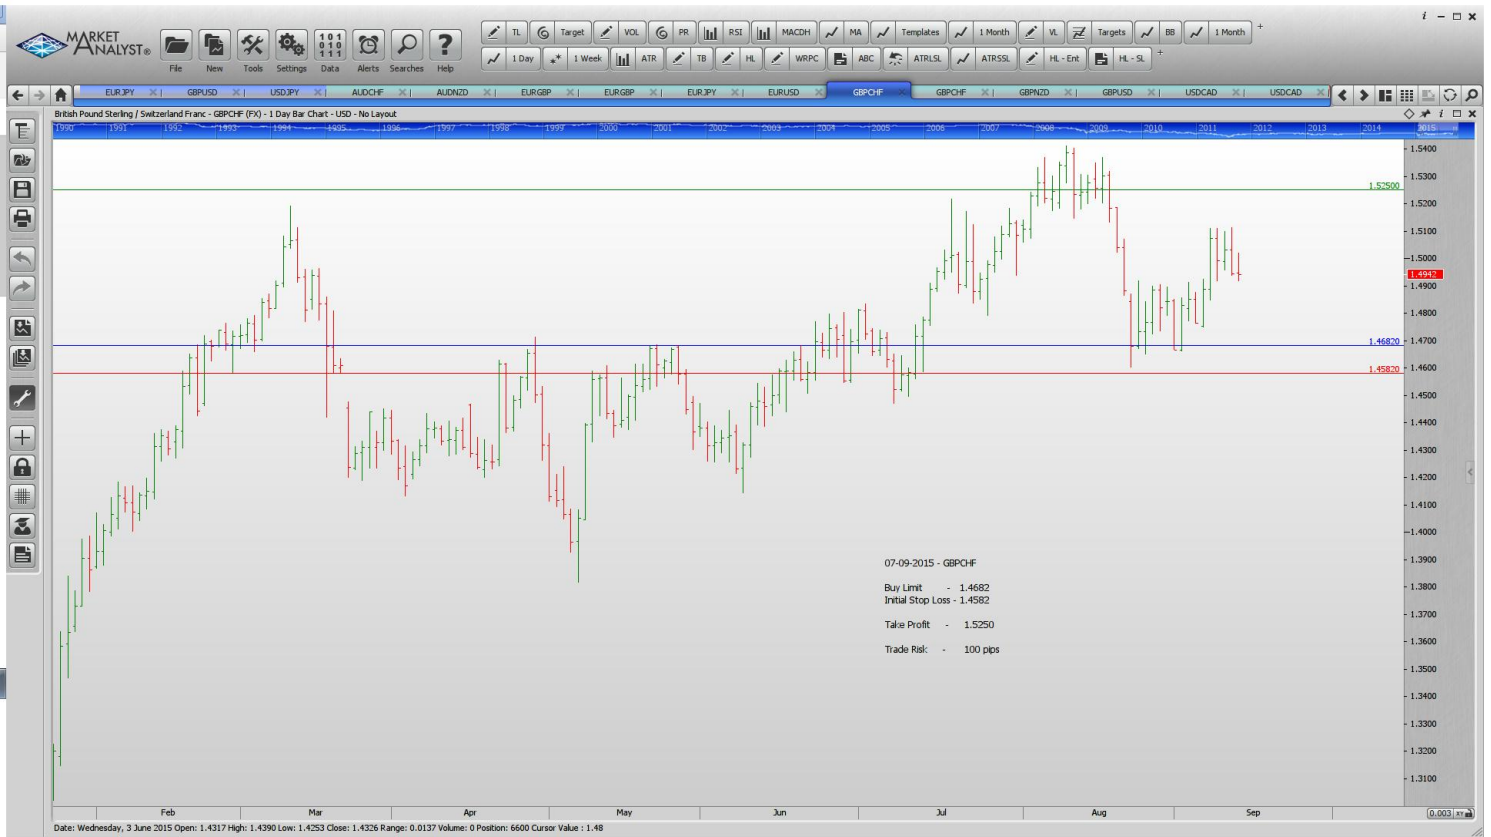 MARKET
ANALYST®
File
New
Tools
Settings
101
010
111
Data
Alerts
Searches
?
Help
TL
Target
VOL
PR
RSI
MACDH
MA
Templates
1 Month
VL
Targets
BB
1 Month
1 Day
1 Week
ATR
TB
HL
WRPC
ABC
ATRLSL
ATRSSL
HL - Ent
HL - SL
EURJPY
GBPUSD
USDJPY
AUDCHF
AUDNZD
EURGBP
EURGBP
EURJPY
EURUSD
GBPCHF
GBPCHF
GBPNZD
GBPUSD
USDCAD
USDCAD
British Pound Sterling / Switzerland Franc - GBPCHF (FX) - 1 Day Bar Chart - USD - No Layout
1990 1991 1992 1993 1994 1995 1996 1997 1998 1999 2000 2001 2002 2003 2004 2005 2006 2007 2008 2009 2010 2011 2012 2013 2014 2015
1.5400
1.5300
1.52500
1.5200
1.5100
1.5000
1.4942
1.4900
1.4800
1.46820
1.4700
1.45820
1.4600
1.4500
1.4400
1.4300
1.4200
1.4100
1.4000
1.3900
1.3800
1.3700
1.3600
1.3500
1.3400
1.3300
1.3200
1.3100
07-09-2015 - GBPCHF
Buy Limit - 1.4682
Initial Stop Loss - 1.4582
Take Profit - 1.5250
Trade Risk - 100 pips
Feb Mar Apr May Jun Jul Aug Sep
0.003 XY
Date: Wednesday, 3 June 2015 Open: 1.4317 High: 1.4390 Low: 1.4253 Close: 1.4326 Range: 0.0137 Volume: 0 Position: 6600 Cursor Value : 1.48